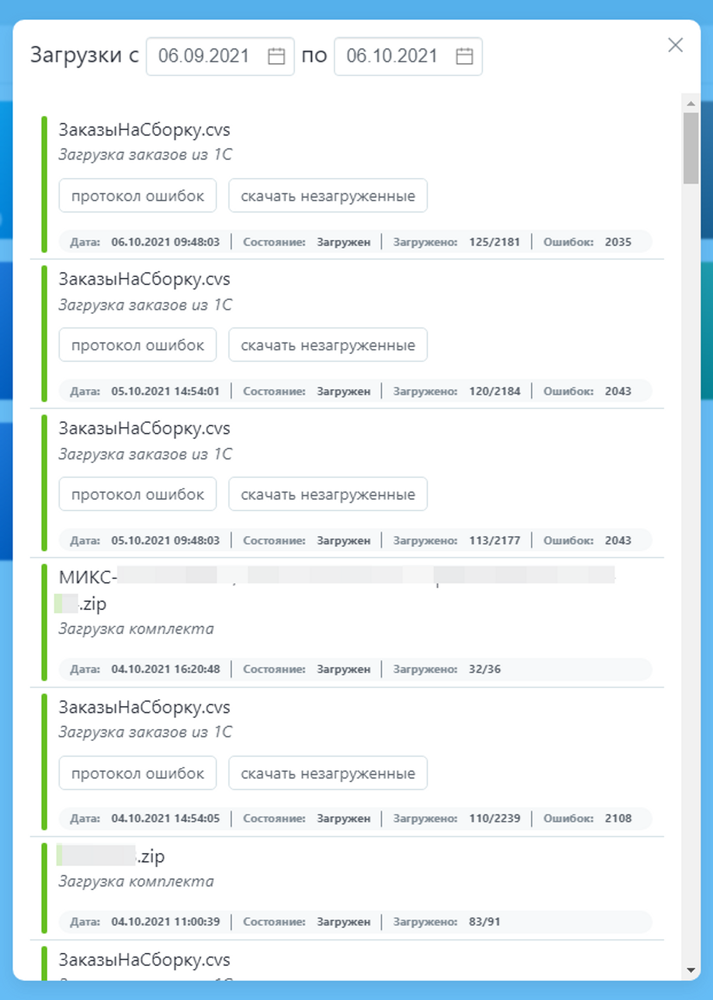 Загрузки с 06.09.2021 по 06.10.2021
ЗаказыНаСборку.cvs
Загрузка заказов из 1С
протокол ошибок скачать незагруженные
Дата: 06.10.2021 09:48:03 Состояние: Загружен Загружено: 125/2181 Ошибок: 2035
ЗаказыНаСборку.cvs
Загрузка заказов из 1С
протокол ошибок скачать незагруженные
Дата: 05.10.2021 14:54:01 Состояние: Загружен Загружено: 120/2184 Ошибок: 2043
ЗаказыНаСборку.cvs
Загрузка заказов из 1С
протокол ошибок скачать незагруженные
Дата: 05.10.2021 09:48:03 Состояние: Загружен Загружено: 113/2177 Ошибок: 2043
МИКС-
.zip
Загрузка комплекта
Дата: 04.10.2021 16:20:48 Состояние: Загружен Загружено: 32/36
ЗаказыНаСборку.cvs
Загрузка заказов из 1С
протокол ошибок скачать незагруженные
Дата: 04.10.2021 14:54:05 Состояние: Загружен Загружено: 110/2239 Ошибок: 2108
.zip
Загрузка комплекта
Дата: 04.10.2021 11:00:39 Состояние: Загружен Загружено: 83/91
ЗаказыНаСборку.cvs